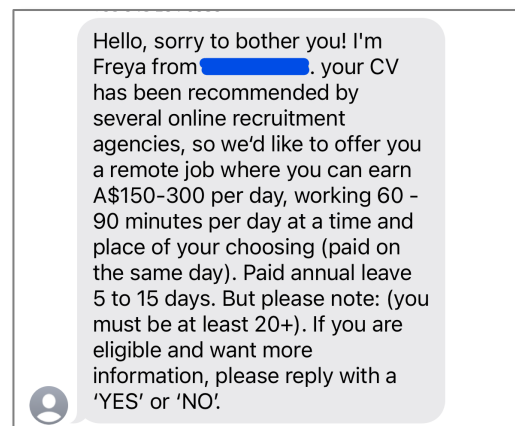 Hello, sorry to bother you! I'm
Freya from . your CV
has been recommended by
several online recruitment
agencies, so we'd like to offer you
a remote job where you can earn
A$150-300 per day, working 60 -
90 minutes per day at a time and
place of your choosing (paid on
the same day). Paid annual leave
5 to 15 days. But please note: (you
must be at least 20+). If you are
eligible and want more
information, please reply with a
‘YES’ or ‘NO’.